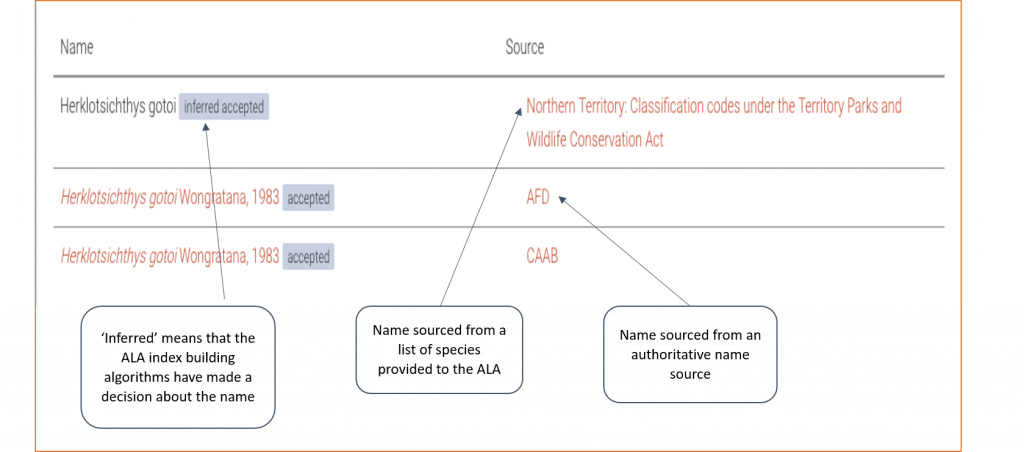 Name Source
Herklotsichthys gotoi inferred accepted Northern Territory: Classification codes under the Territory Parks and
Wildlife Conservation Act
Herklotsichthys gotoi Wongratana, 1983 accepted AFD
Herklotsichthys gotoi Wongratana, 1983 accepted CAAB
‘Inferred’ means that the
ALA index building
algorithms have made a
decision about the name
Name sourced from a
list of species
provided to the ALA
Name sourced from an
authoritative name
source